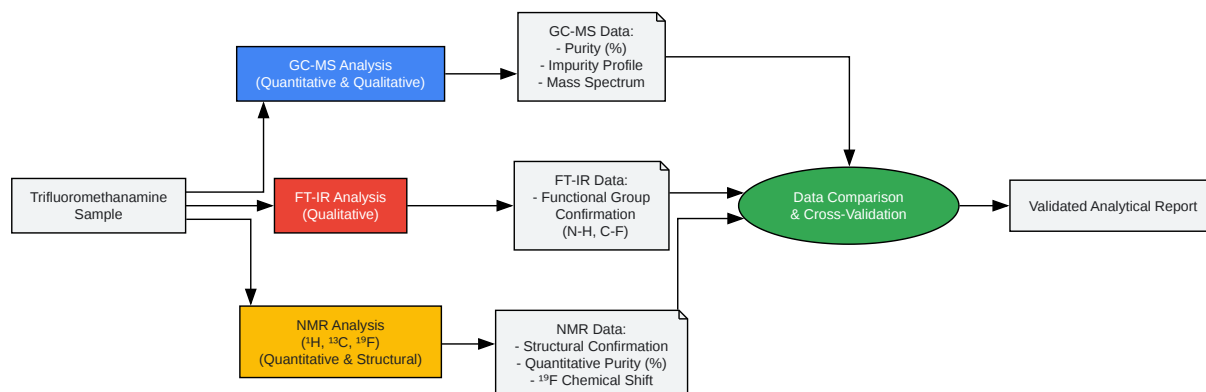 Trifluoromethanamine
Sample
GC-MS Analysis
(Quantitative & Qualitative)
GC-MS Data:
- Purity (%)
- Impurity Profile
- Mass Spectrum
FT-IR Analysis
(Qualitative)
FT-IR Data:
- Functional Group
Confirmation
(N-H, C-F)
NMR Analysis
(¹H, ¹³C, ¹⁹F)
(Quantitative & Structural)
NMR Data:
- Structural Confirmation
- Quantitative Purity (%)
- ¹⁹F Chemical Shift
Data Comparison
& Cross-Validation
Validated Analytical Report